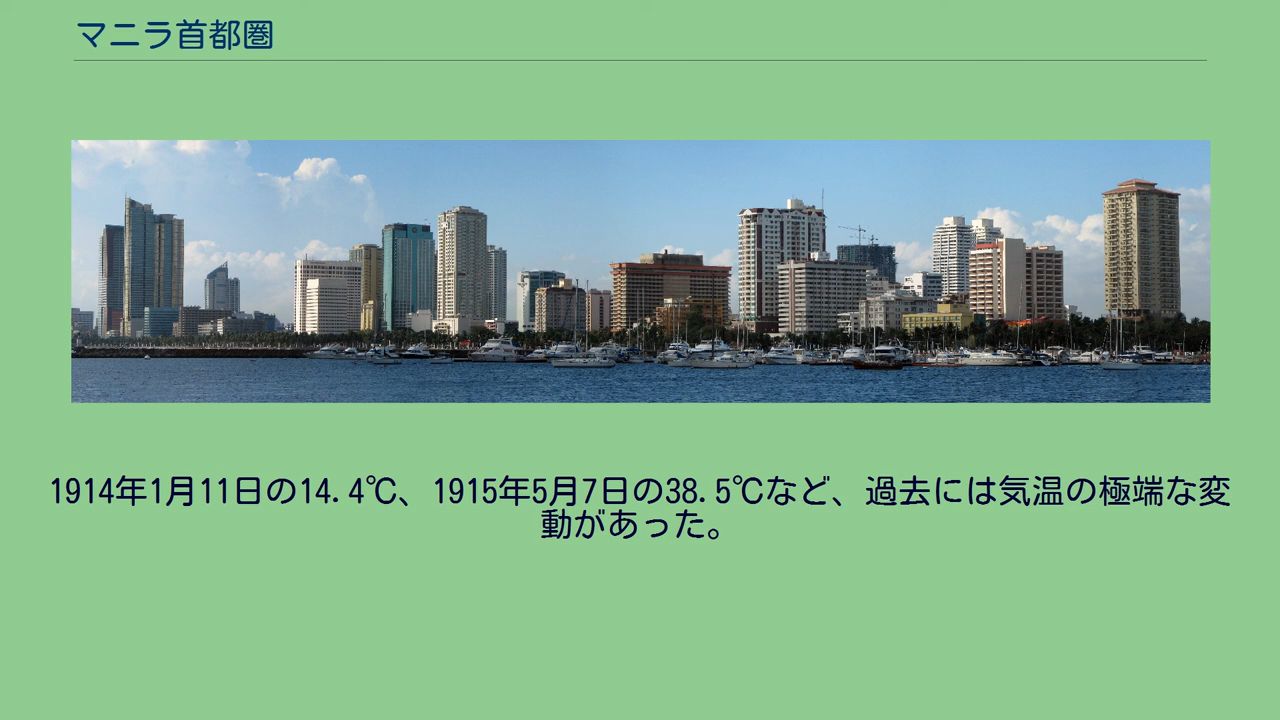 マニラ首都圏
1914年1月11日の14.4℃、1915年5月7日の38.5℃など、過去には気温の極端な変
動があった。